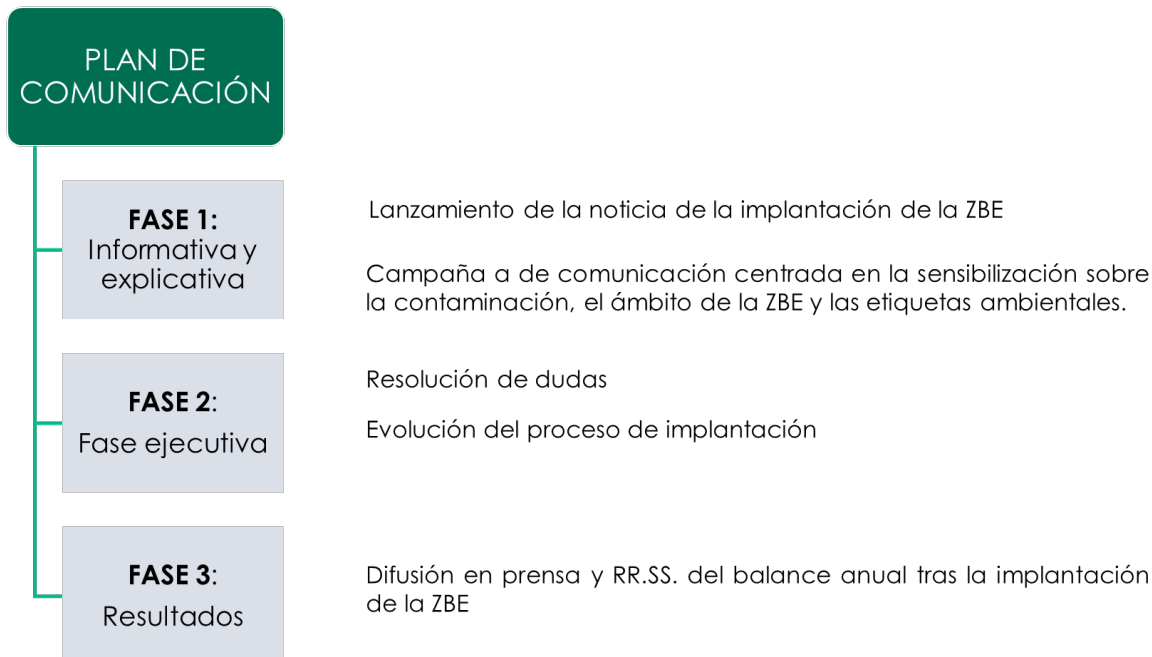 PLAN DE
COMUNICACIÓN
FASE 1:
Informativa y
explicativa
Lanzamiento de la noticia de la implantación de la ZBE
Campaña a de comunicación centrada en la sensibilización sobre
la contaminación, el ámbito de la ZBE y las etiquetas ambientales.
FASE 2:
Fase ejecutiva
Resolución de dudas
Evolución del proceso de implantación
FASE 3:
Resultados
Difusión en prensa y RR.SS. del balance anual tras la implantación
de la ZBE